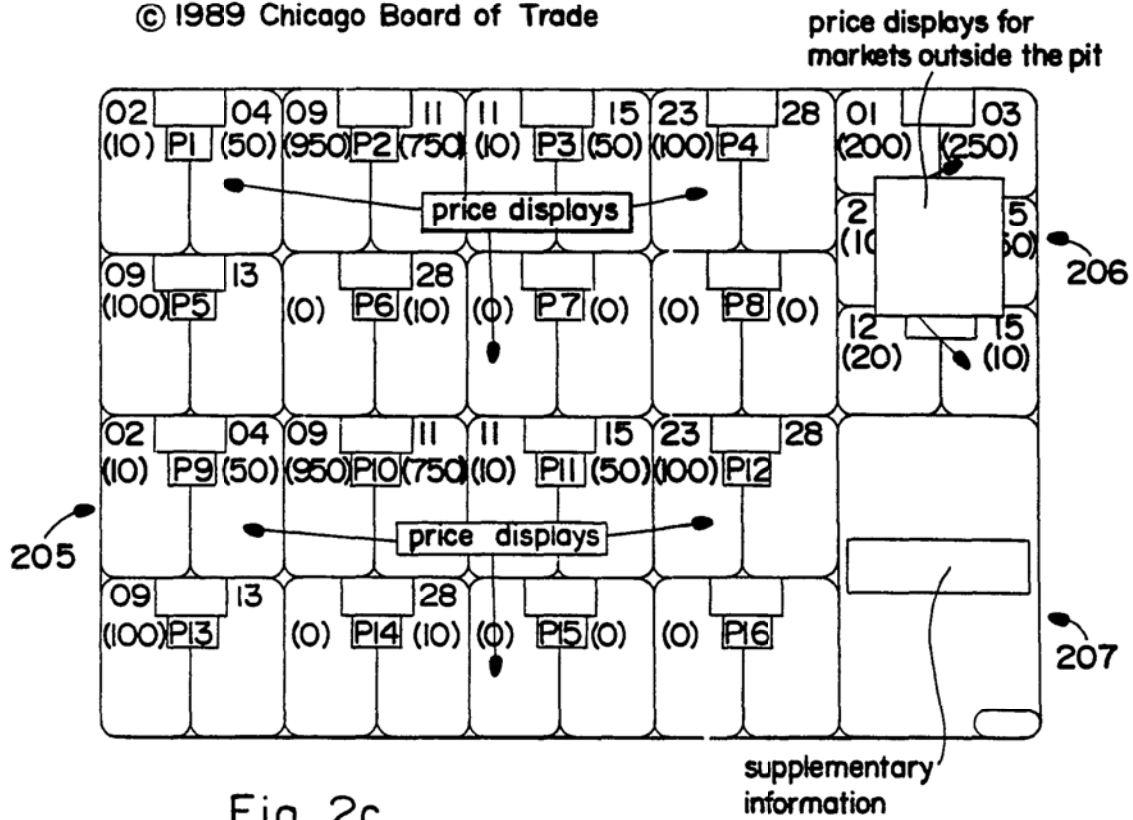 © 1989 Chicago Board of Trade
price displays for
markets outside the pit
02 04 09 11 11 15 23 28 01 03
(10) P1 (50) (950) P2 (750) (10) P3 (50) (100) P4 (200) (250)
price displays
2 5
(10 50)
206
09 13 28
(100) P5 (0) P6 (10) (0) P7 (0) (0) P8 (0)
12 15
(20) (10)
02 04 09 11 11 15 23 28
(10) P9 (50) (950) P10 (750) (10) P11 (50) (100) P12
205
price displays
09 13 28
(100) P13 (0) P14 (10) (0) P15 (0) (0) P16
207
supplementary
information
Fig. 2c